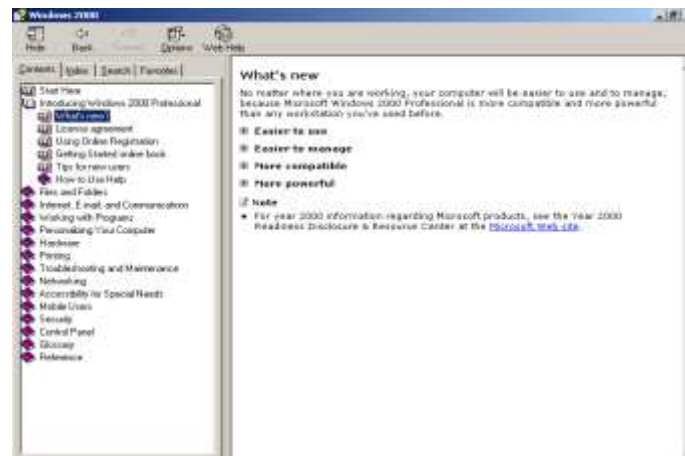 Windows 2000
Hide Back Forward Options Web Help
Contents Index Search Favorites
Start Here
Introducing Windows 2000 Professional
What's new?
License agreement
Using Online Registration
Getting Started online book
Tips for new users
How to Use Help
Files and Folders
Internet, E-mail, and Communications
Working with Programs
Personalizing Your Computer
Hardware
Printing
Troubleshooting and Maintenance
Networking
Accessibility for Special Needs
Mobile Users
Security
Control Panel
Glossary
Reference
What's new
No matter where you are working, your computer will be easier to use and to manage,
because Microsoft Windows 2000 Professional is more compatible and more powerful
than any workstation you've used before.
Easier to use
Easier to manage
More compatible
More powerful
Note
For year 2000 information regarding Microsoft products, see the Year 2000
Readiness Disclosure & Resource Center at the Microsoft Web site.